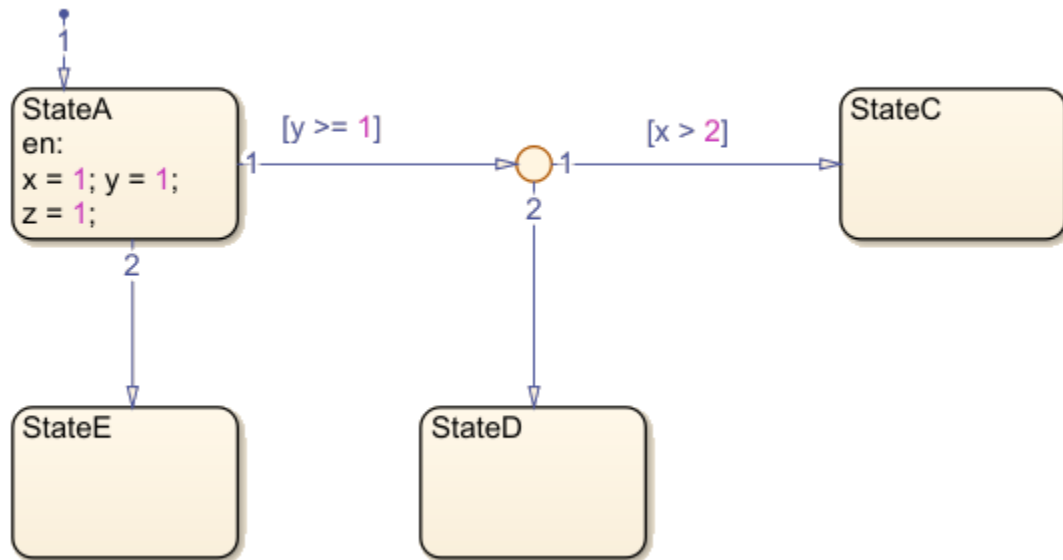 1
StateA
en:
x = 1; y = 1;
z = 1;
1
[y >= 1]
1
[x > 2]
StateC
2
2
StateE
StateD